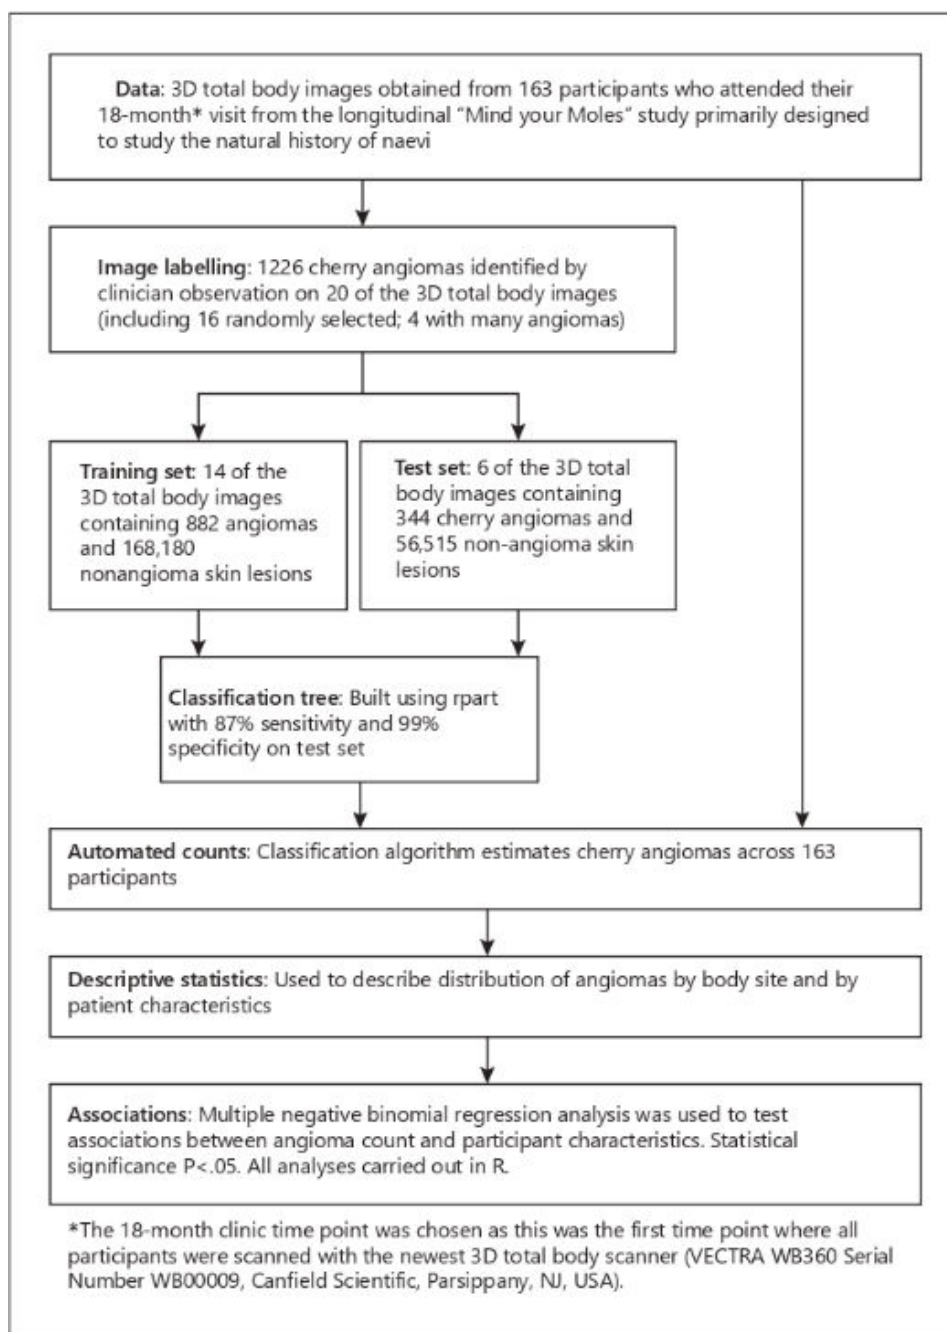 Data: 3D total body images obtained from 163 participants who attended their
18-month* visit from the longitudinal “Mind your Moles” study primarily designed
to study the natural history of naevi
Image labelling: 1226 cherry angiomas identified by
clinician observation on 20 of the 3D total body images
(including 16 randomly selected; 4 with many angiomas)
Training set: 14 of the
3D total body images
containing 882 angiomas
and 168,180
nonangioma skin lesions
Test set: 6 of the 3D total
body images containing
344 cherry angiomas and
56,515 non-angioma skin
lesions
Classification tree: Built using rpart
with 87% sensitivity and 99%
specificity on test set
Automated counts: Classification algorithm estimates cherry angiomas across 163
participants
Descriptive statistics: Used to describe distribution of angiomas by body site and by
patient characteristics
Associations: Multiple negative binomial regression analysis was used to test
associations between angioma count and participant characteristics. Statistical
significance P<.05. All analyses carried out in R.
*The 18-month clinic time point was chosen as this was the first time point where all
participants were scanned with the newest 3D total body scanner (VECTRA WB360 Serial
Number WB00009, Canfield Scientific, Parsippany, NJ, USA).